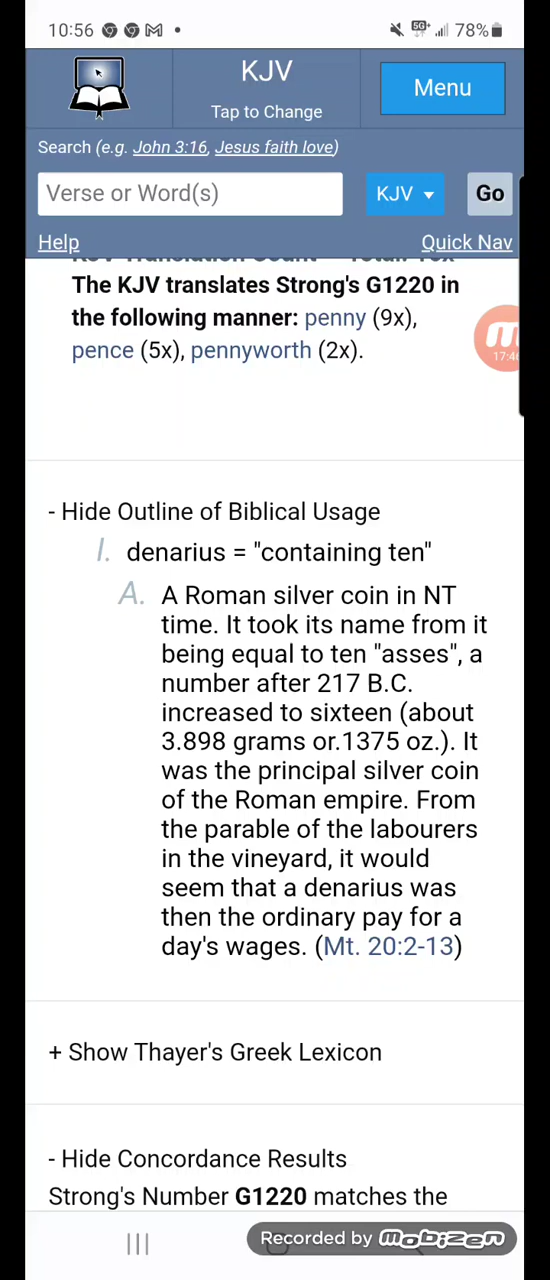 10:56 78%
KJV
Menu
Tap to Change
Search (e.g. John 3:16, Jesus faith love)
Verse or Word(s) KJV Go
Help Quick Nav
The KJV translates Strong's G1220 in
the following manner: penny (9x),
pence (5x), pennyworth (2x).
17:46
- Hide Outline of Biblical Usage
I. denarius = "containing ten"
A. A Roman silver coin in NT
time. It took its name from it
being equal to ten "asses", a
number after 217 B.C.
increased to sixteen (about
3.898 grams or.1375 oz.). It
was the principal silver coin
of the Roman empire. From
the parable of the labourers
in the vineyard, it would
seem that a denarius was
then the ordinary pay for a
day's wages. (Mt. 20:2-13)
+ Show Thayer's Greek Lexicon
- Hide Concordance Results
Strong's Number G1220 matches the
Recorded by mobizen